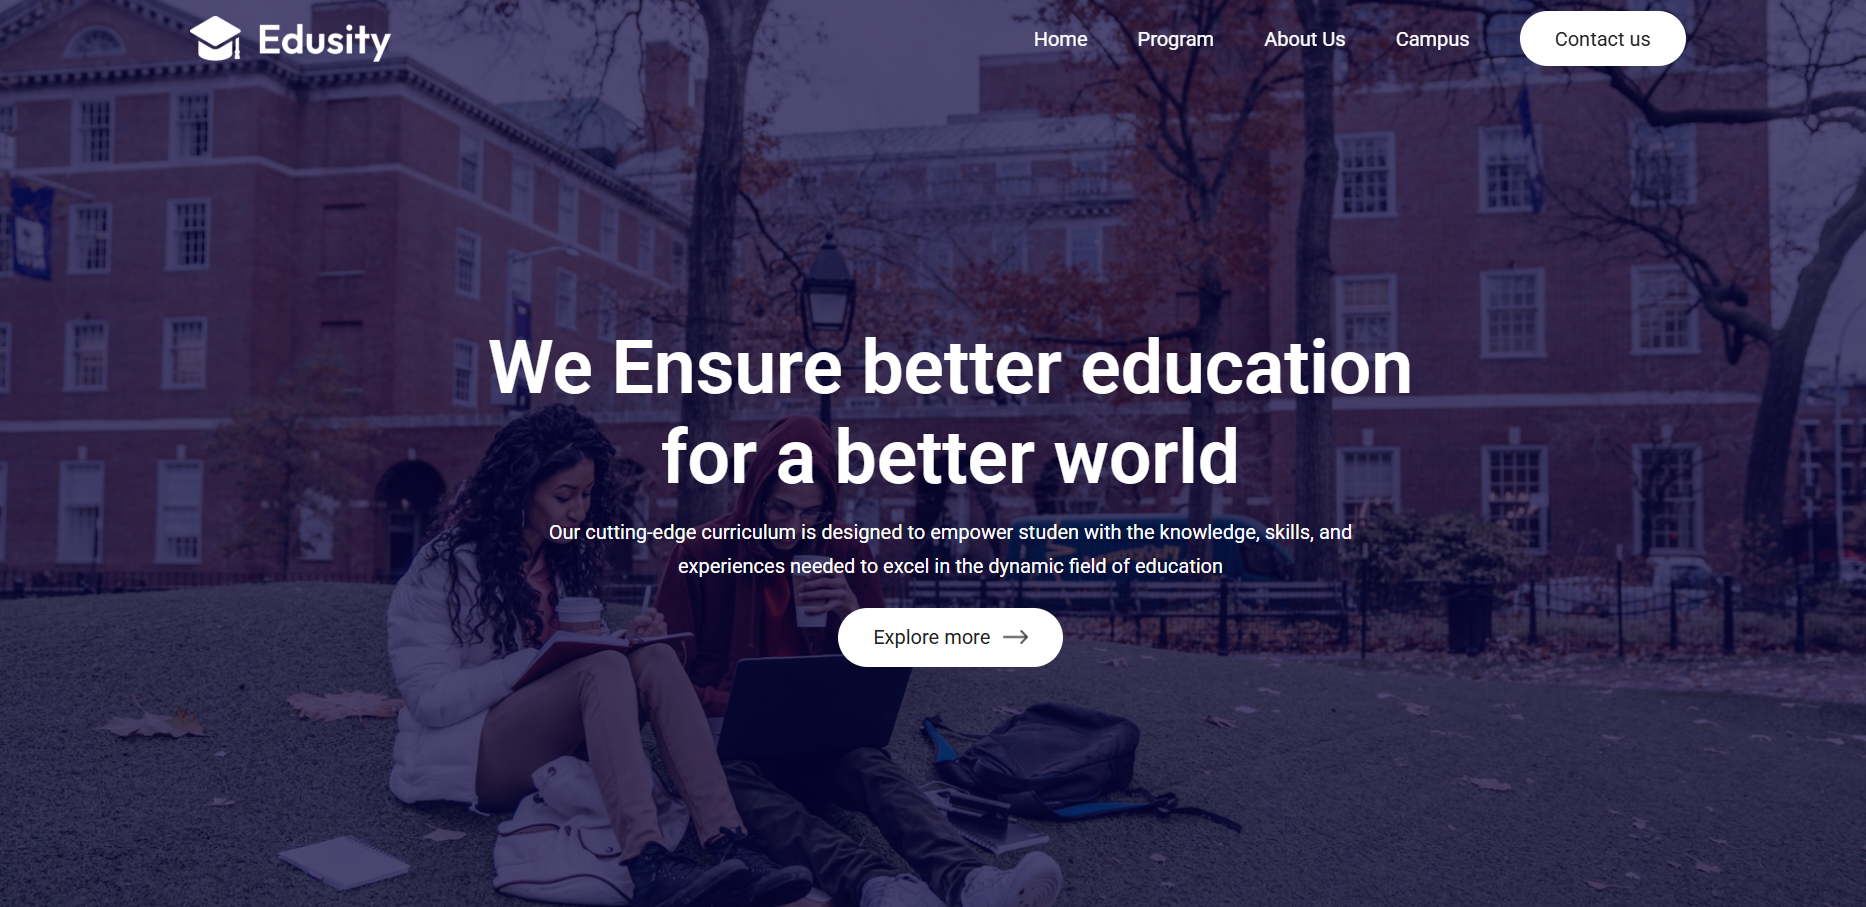 Edusity
Home Program About Us Campus Contact us
We Ensure better education
for a better world
Our cutting-edge curriculum is designed to empower studen with the knowledge, skills, and
experiences needed to excel in the dynamic field of education
Explore more